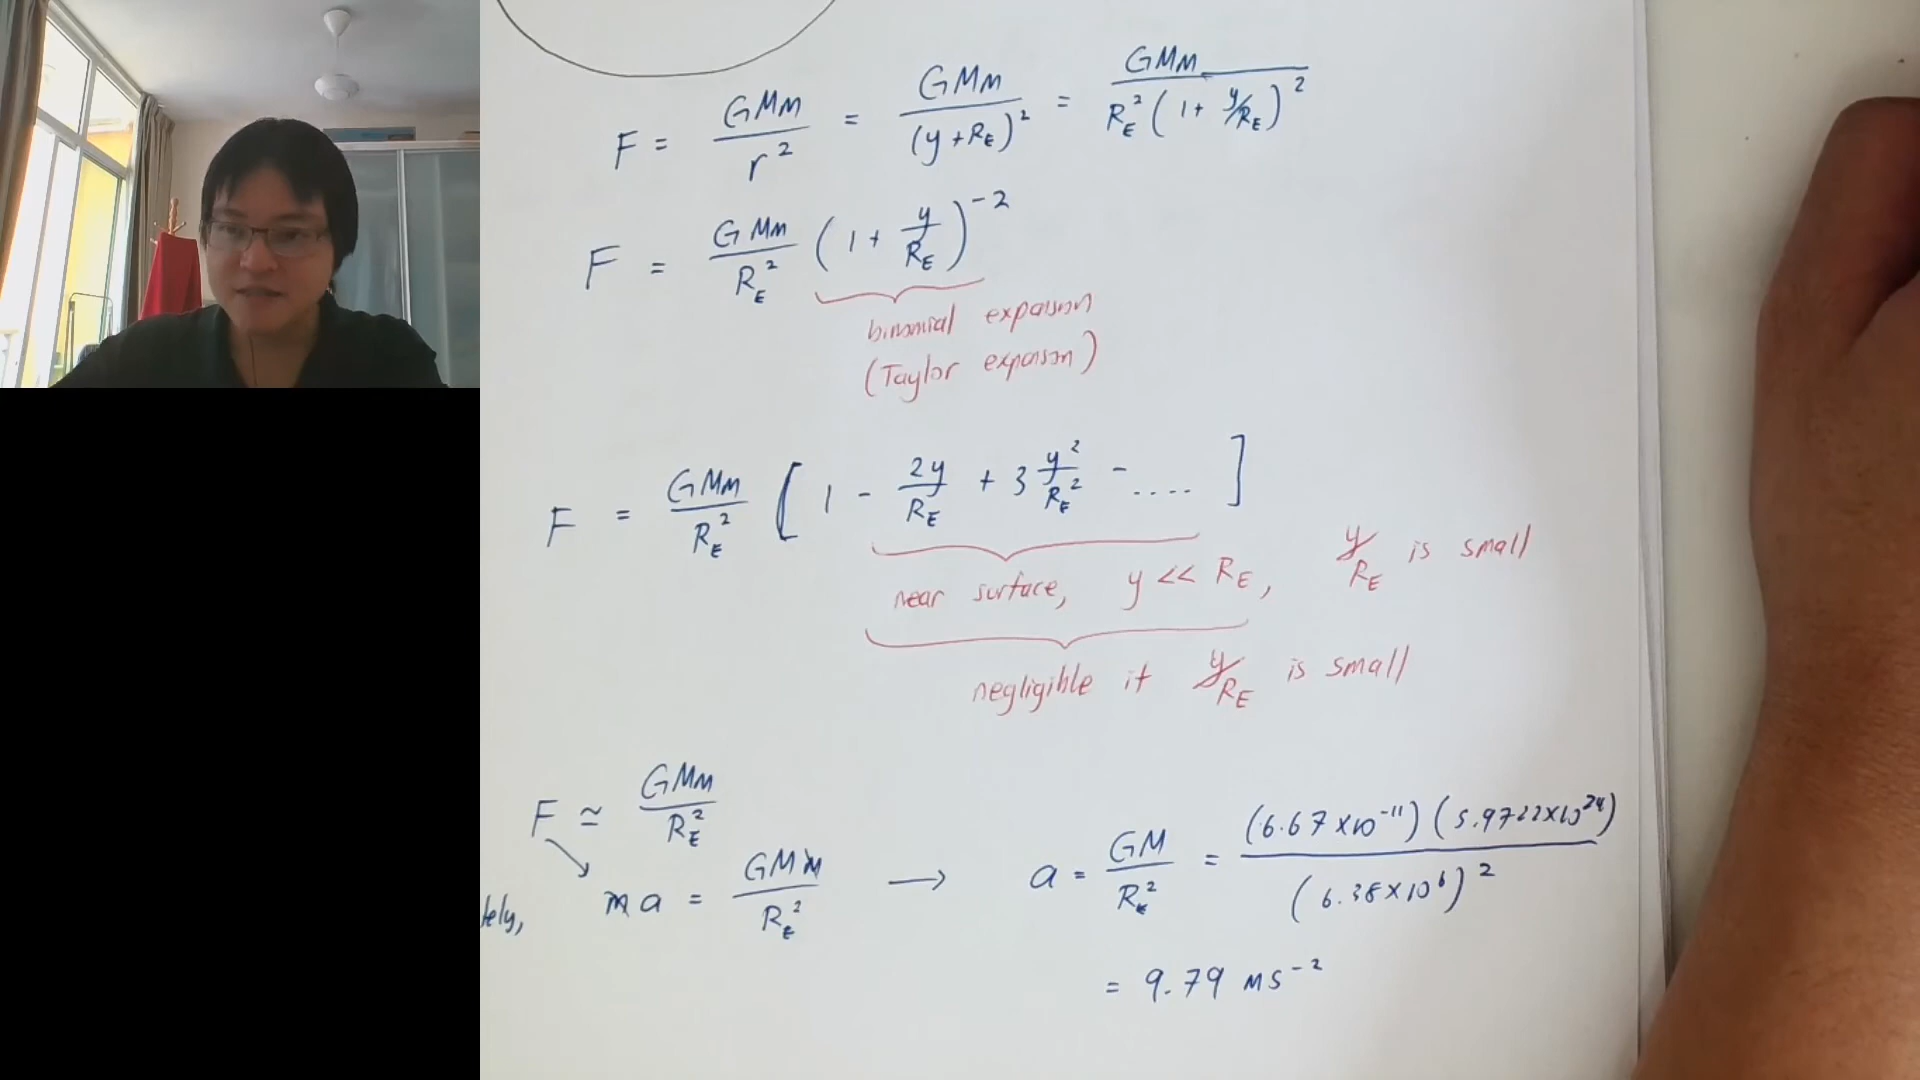 F = GMm / r² = GMm / (y + R_E)² = GMm / R_E² (1 + y/R_E)²
F = GMm / R_E² (1 + y/R_E)⁻²
binomial expansion
(Taylor expansion)
F = GMm / R_E² [ 1 - 2y/R_E + 3 y²/R_E² - .... ]
near surface, y << R_E, y/R_E is small
negligible if y/R_E is small
F ≃ GMm / R_E²
tely, ma = GMm / R_E² → a = GM / R_E² = (6.67 × 10⁻¹¹) (5.9722 × 10²⁴) / (6.38 × 10⁶)²
= 9.79 ms⁻²